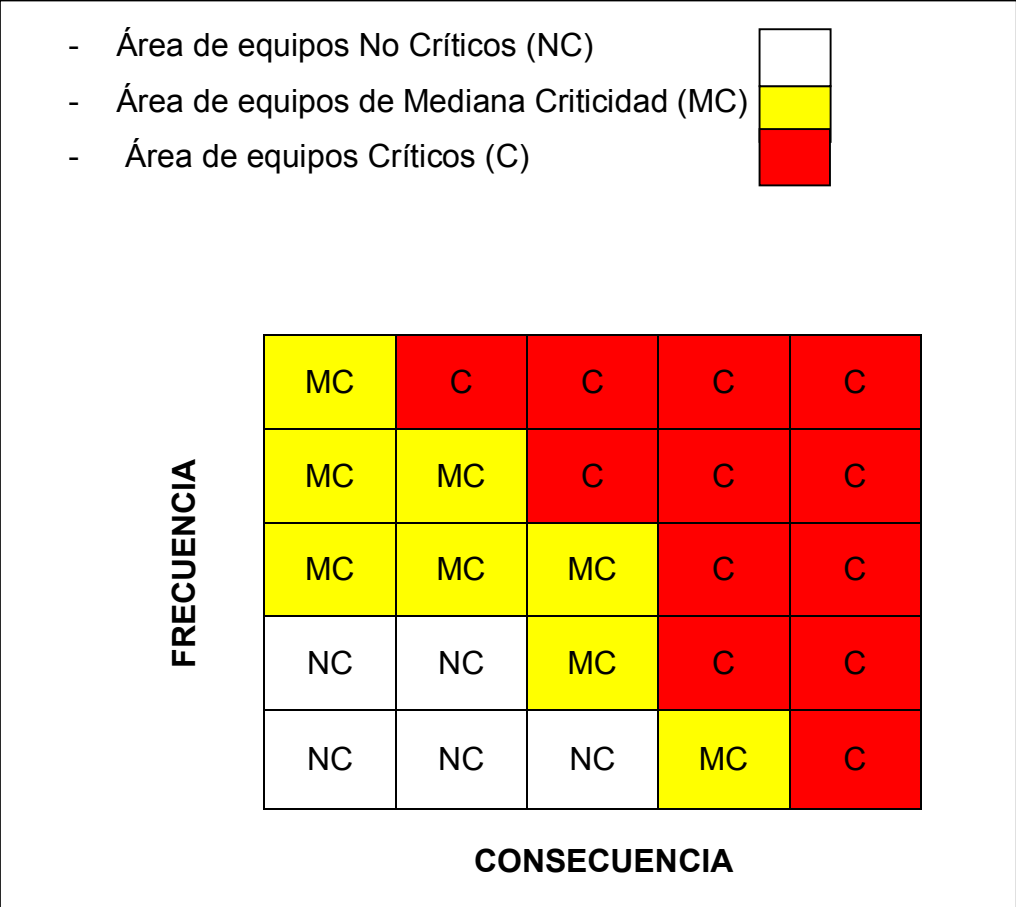 - Área de equipos No Críticos (NC)
- Área de equipos de Mediana Criticidad (MC)
- Área de equipos Críticos (C)
MC C C C C
MC MC C C C
FRECUENCIA
MC MC MC C C
NC NC MC C C
NC NC NC MC C
CONSECUENCIA